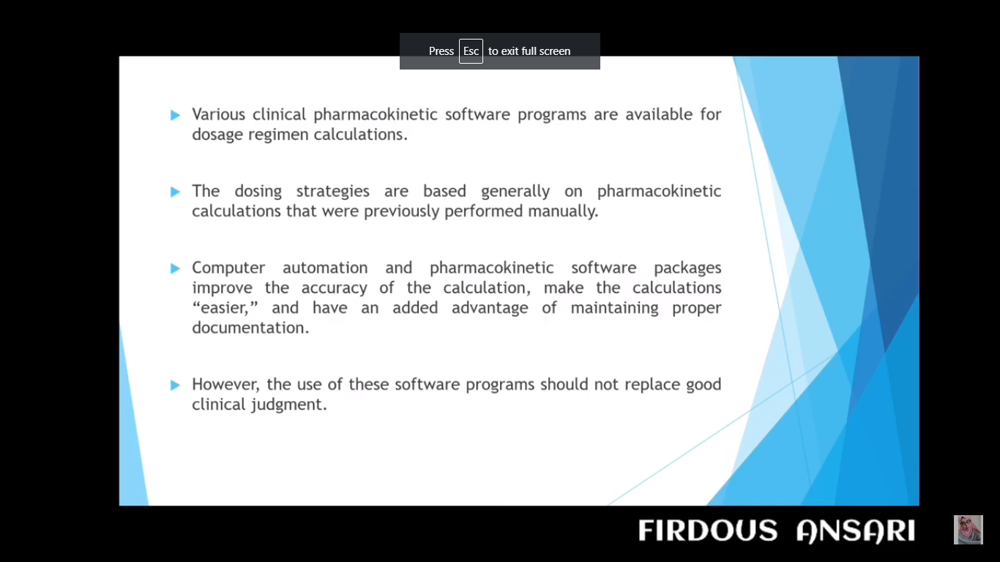 Press Esc to exit full screen
Various clinical pharmacokinetic software programs are available for
dosage regimen calculations.
The dosing strategies are based generally on pharmacokinetic
calculations that were previously performed manually.
Computer automation and pharmacokinetic software packages
improve the accuracy of the calculation, make the calculations
“easier,” and have an added advantage of maintaining proper
documentation.
However, the use of these software programs should not replace good
clinical judgment.
FIRDOUS ANSARI